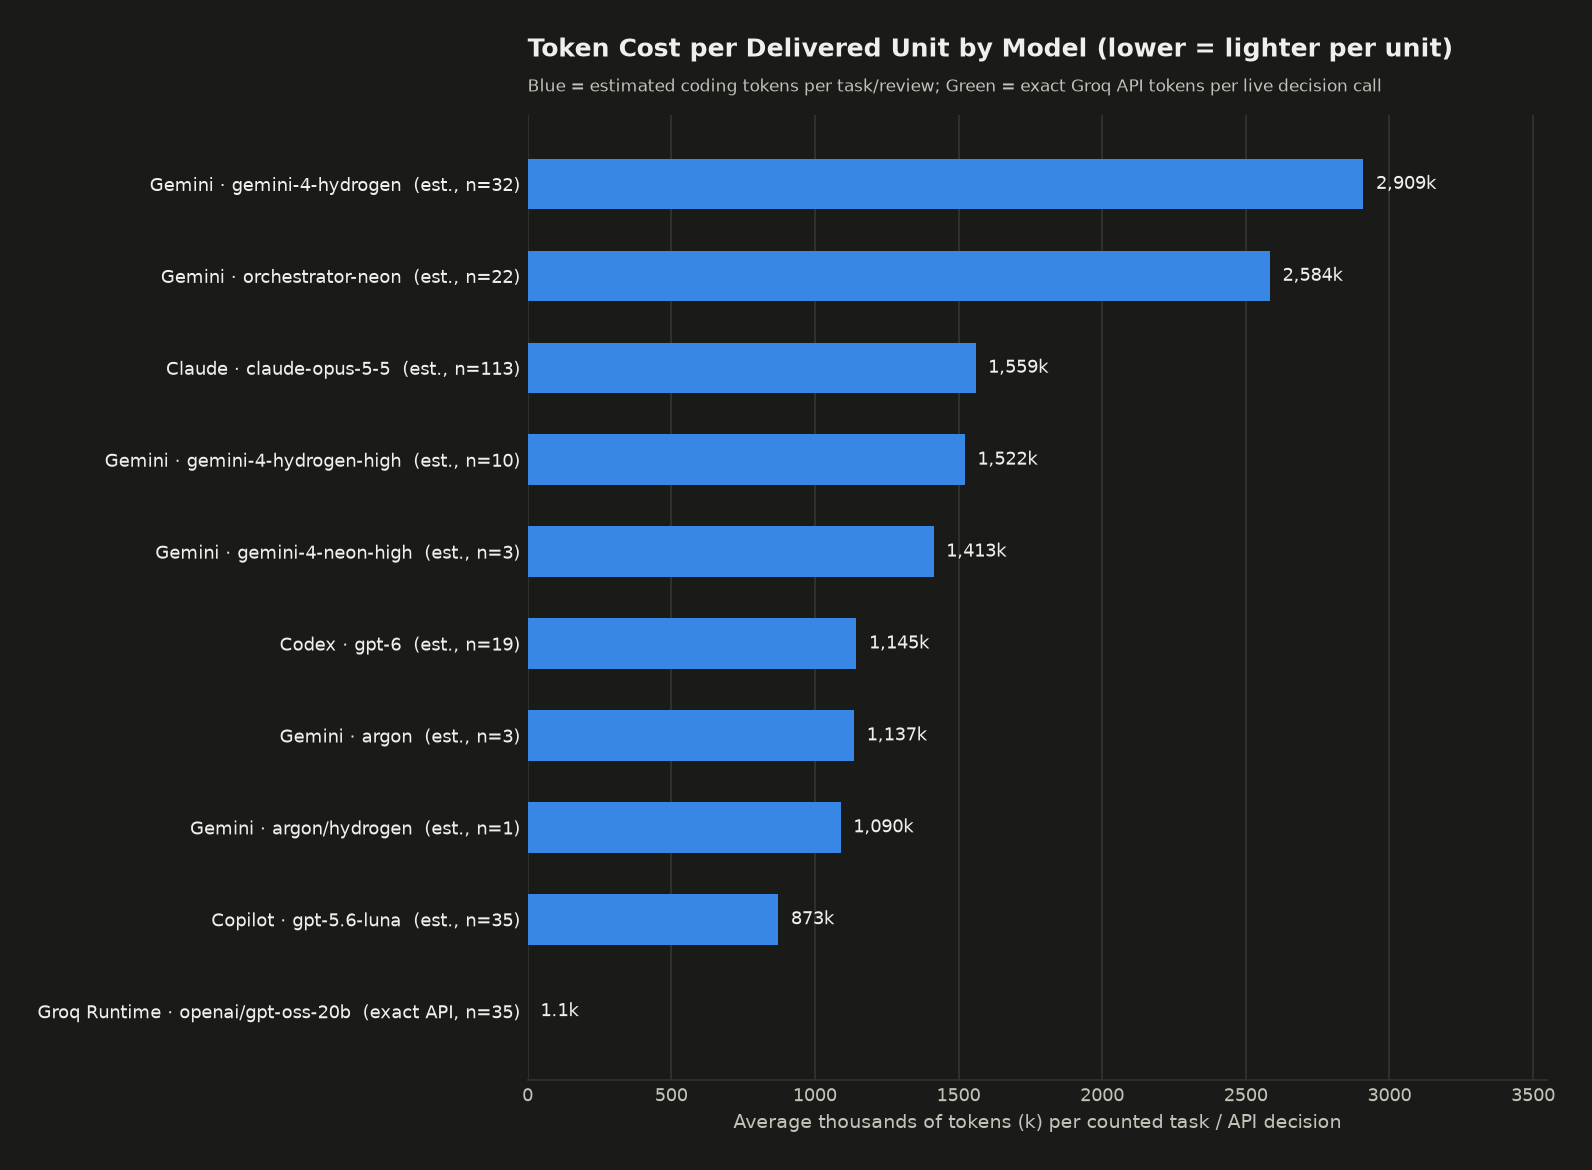 Token Cost per Delivered Unit by Model (lower = lighter per unit)
Blue = estimated coding tokens per task/review; Green = exact Groq API tokens per live decision call
Gemini · gemini-4-hydrogen (est., n=32) 2,909k
Gemini · orchestrator-neon (est., n=22) 2,584k
Claude · claude-opus-5-5 (est., n=113) 1,559k
Gemini · gemini-4-hydrogen-high (est., n=10) 1,522k
Gemini · gemini-4-neon-high (est., n=3) 1,413k
Codex · gpt-6 (est., n=19) 1,145k
Gemini · argon (est., n=3) 1,137k
Gemini · argon/hydrogen (est., n=1) 1,090k
Copilot · gpt-5.6-luna (est., n=35) 873k
Groq Runtime · openai/gpt-oss-20b (exact API, n=35) 1.1k
0 500 1000 1500 2000 2500 3000 3500
Average thousands of tokens (k) per counted task / API decision